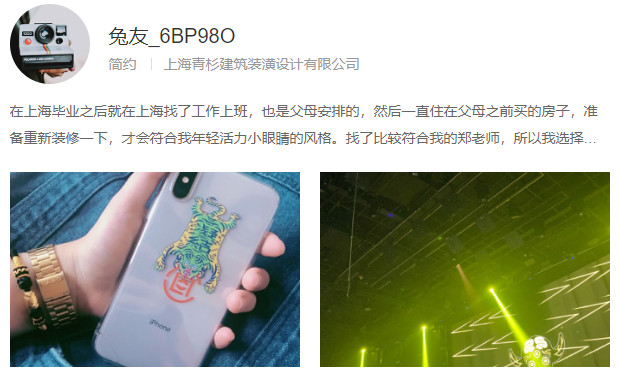 兔友_6BP98O
简约 | 上海青杉建筑装潢设计有限公司
在上海毕业之后就在上海找了工作上班，也是父母安排的，然后一直住在父母之前买的房子，准
备重新装修一下，才会符合我年轻活力小眼睛的风格。找了比较符合我的郑老师，所以我选择...
iPhone